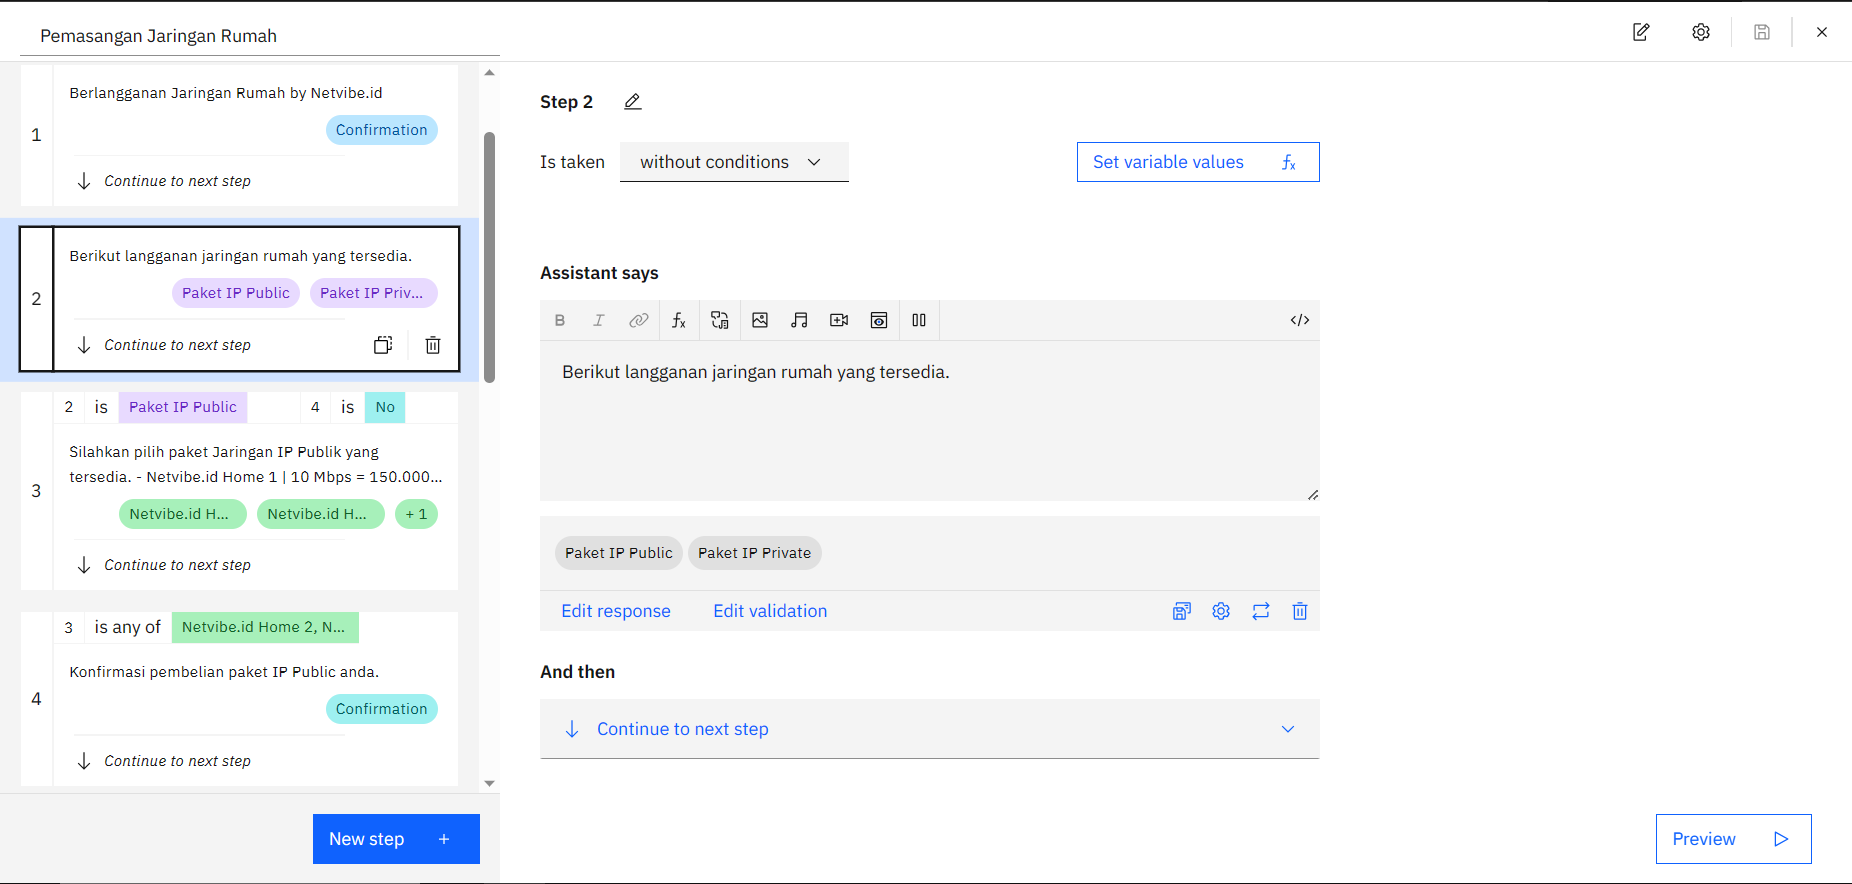 Pemasangan Jaringan Rumah
1
Berlangganan Jaringan Rumah by Netvibe.id
Confirmation
Continue to next step
2
Berikut langganan jaringan rumah yang tersedia.
Paket IP Public
Paket IP Priv...
Continue to next step
3
2 is Paket IP Public 4 is No
Silahkan pilih paket Jaringan IP Publik yang
tersedia. - Netvibe.id Home 1 | 10 Mbps = 150.000...
Netvibe.id H...
Netvibe.id H...
+ 1
Continue to next step
4
3 is any of Netvibe.id Home 2, N...
Konfirmasi pembelian paket IP Public anda.
Confirmation
Continue to next step
New step +
Step 2
Is taken without conditions
Set variable values fx
Assistant says
B I fx </>
Berikut langganan jaringan rumah yang tersedia.
Paket IP Public
Paket IP Private
Edit response
Edit validation
And then
Continue to next step
Preview